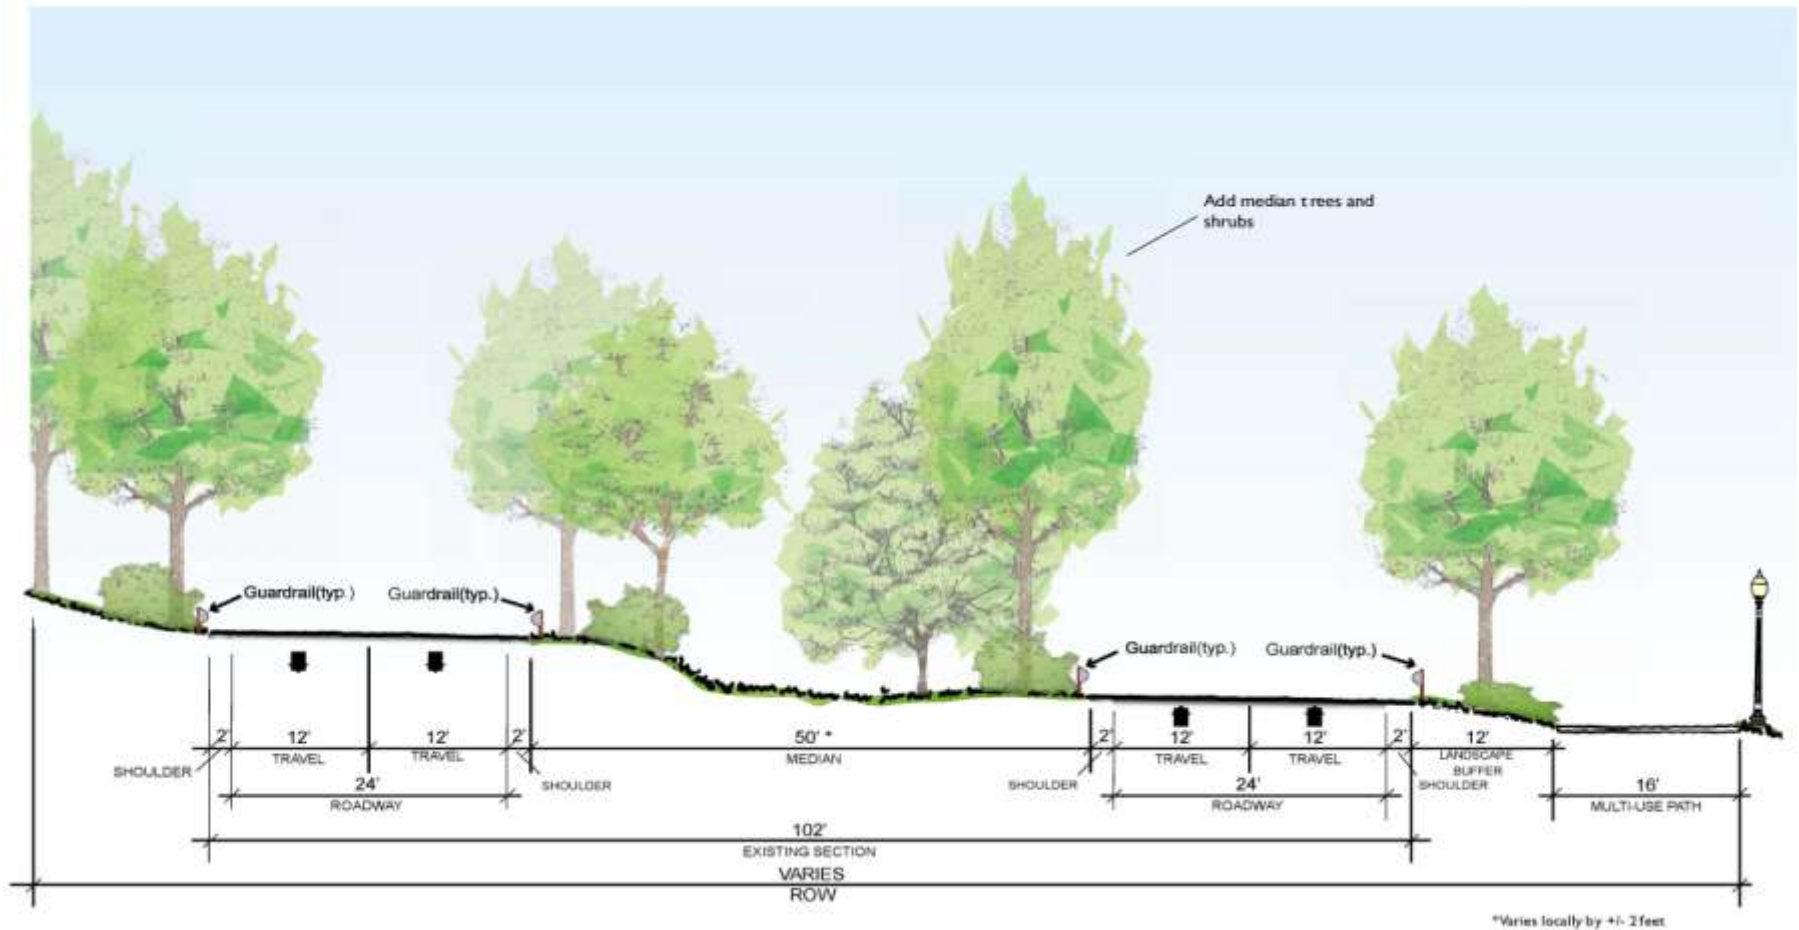 Add median trees and
shrubs
Guardrail(typ.)
Guardrail(typ.)
Guardrail(typ.)
Guardrail(typ.)
2'
12'
12'
2'
50' *
2'
12'
12'
2'
12'
SHOULDER
TRAVEL
TRAVEL
SHOULDER
MEDIAN
SHOULDER
TRAVEL
TRAVEL
SHOULDER
LANDSCAPE
BUFFER
24'
ROADWAY
24'
ROADWAY
16'
MULTI-USE PATH
102'
EXISTING SECTION
VARIES
ROW
*Varies locally by +/- 2 feet